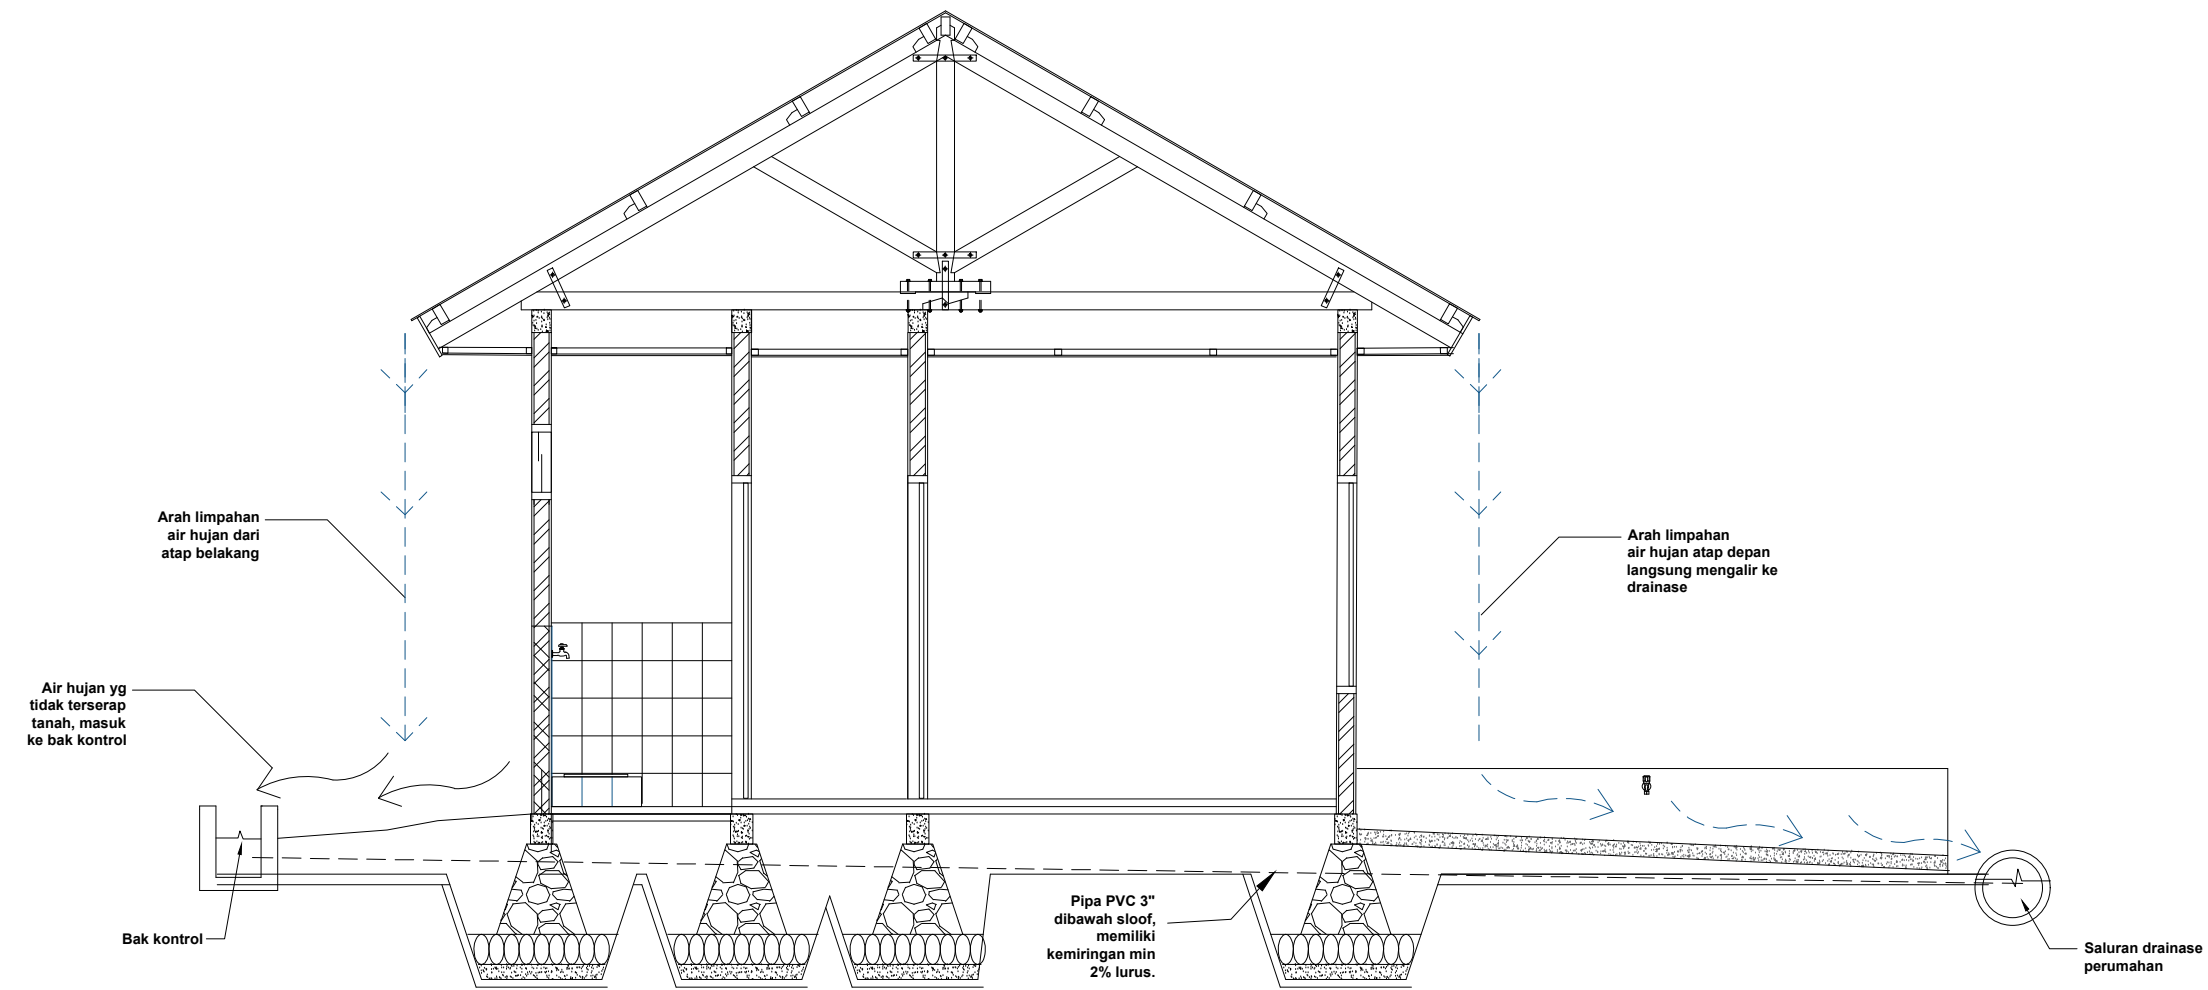 Arah limpahan
air hujan dari
atap belakang
Arah limpahan
air hujan atap depan
langsung mengalir ke
drainase
Air hujan yg
tidak terserap
tanah, masuk
ke bak kontrol
Pipa PVC 3"
dibawah sloof,
memiliki
kemiringan min
2% lurus.
Bak kontrol
Saluran drainase
perumahan